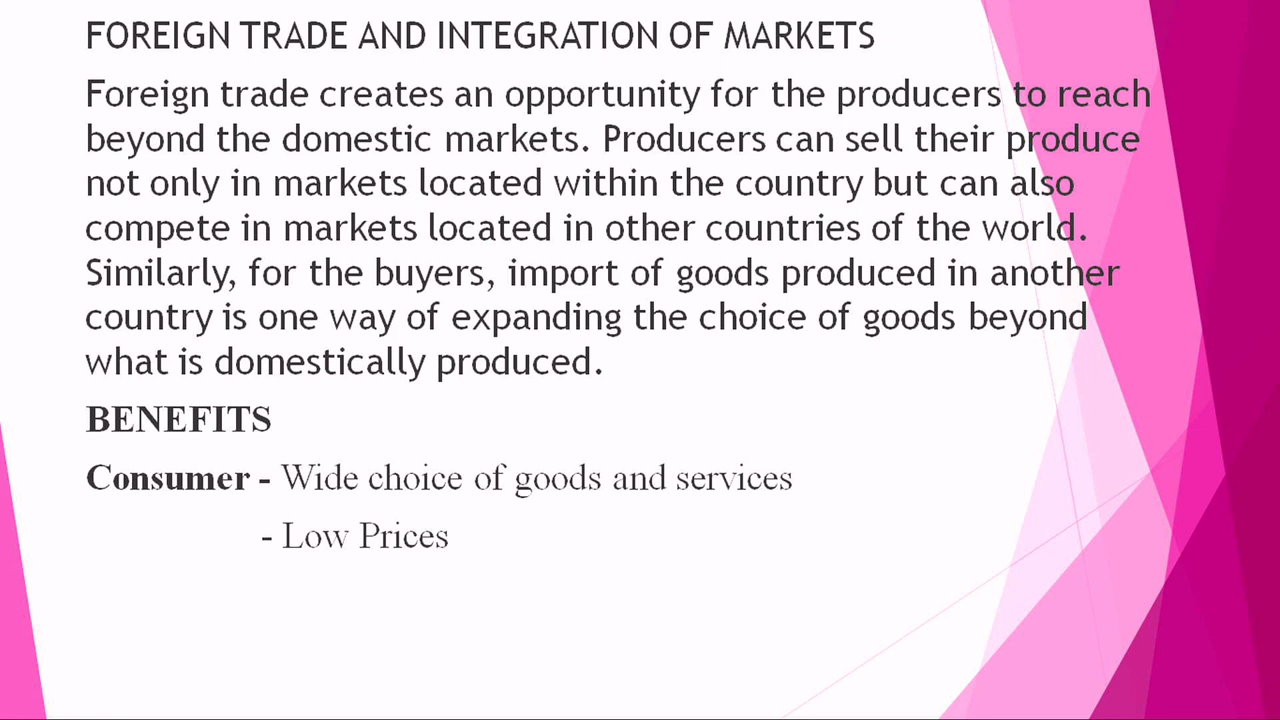 FOREIGN TRADE AND INTEGRATION OF MARKETS
Foreign trade creates an opportunity for the producers to reach
beyond the domestic markets. Producers can sell their produce
not only in markets located within the country but can also
compete in markets located in other countries of the world.
Similarly, for the buyers, import of goods produced in another
country is one way of expanding the choice of goods beyond
what is domestically produced.
BENEFITS
Consumer - Wide choice of goods and services
- Low Prices